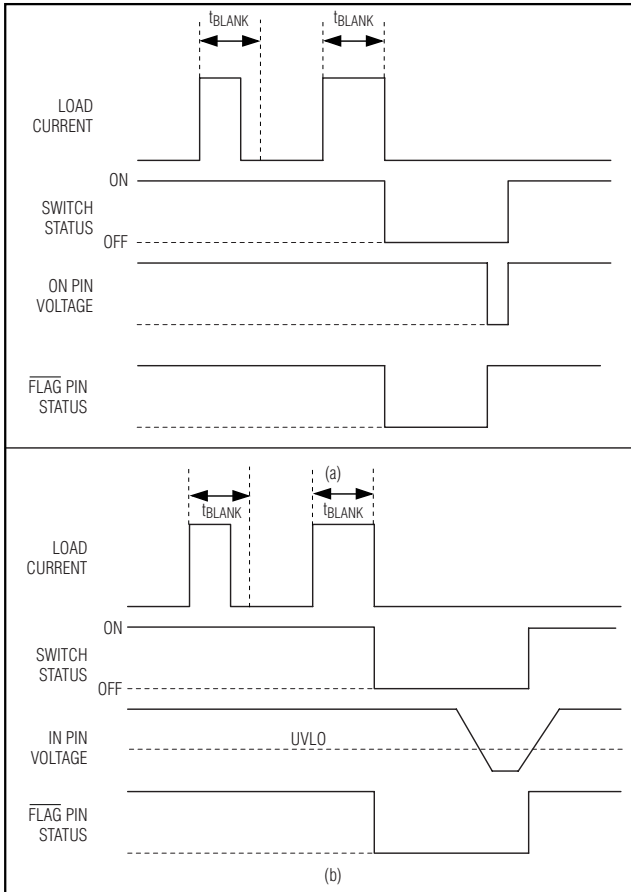 tBLANK tBLANK
LOAD
CURRENT
ON
SWITCH
STATUS
OFF
ON PIN
VOLTAGE
FLAG PIN
STATUS
(a)
tBLANK tBLANK
LOAD
CURRENT
ON
SWITCH
STATUS
OFF
IN PIN
VOLTAGE
UVLO
FLAG PIN
STATUS
(b)